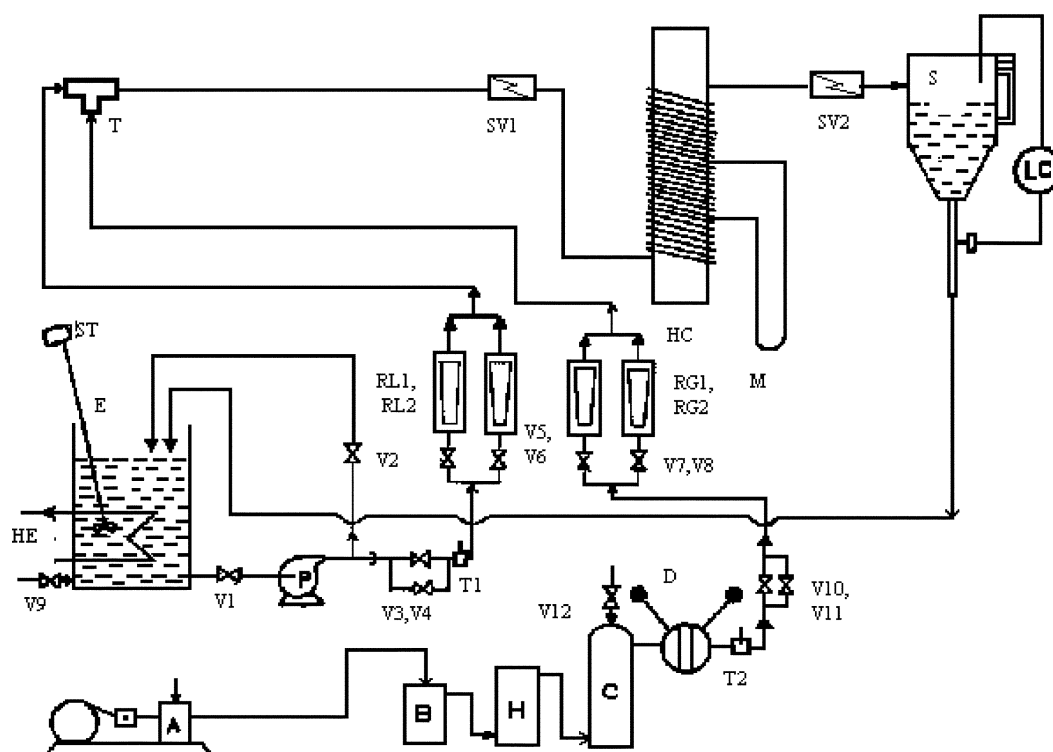 S
T
SV1
SV2
LC
ST
HC
RL1,
RL2
RG1,
RG2
M
E
V5,
V6
V2
V7,V8
HE
P
T1
D
V9
V1
V3,V4
V12
V10,
V11
T2
C
A
B
H